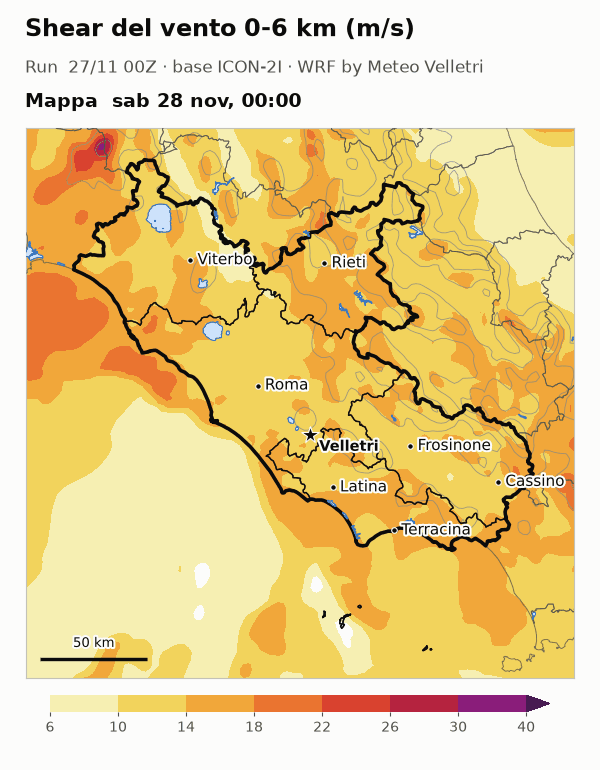 Shear del vento 0-6 km (m/s)
Run  27/11 00Z · base ICON-2I · WRF by Meteo Velletri
Mappa  sab 28 nov, 00:00
Viterbo
Rieti
Roma
Velletri
Frosinone
Latina
Cassino
Terracina
50 km
6 10 14 18 22 26 30 40